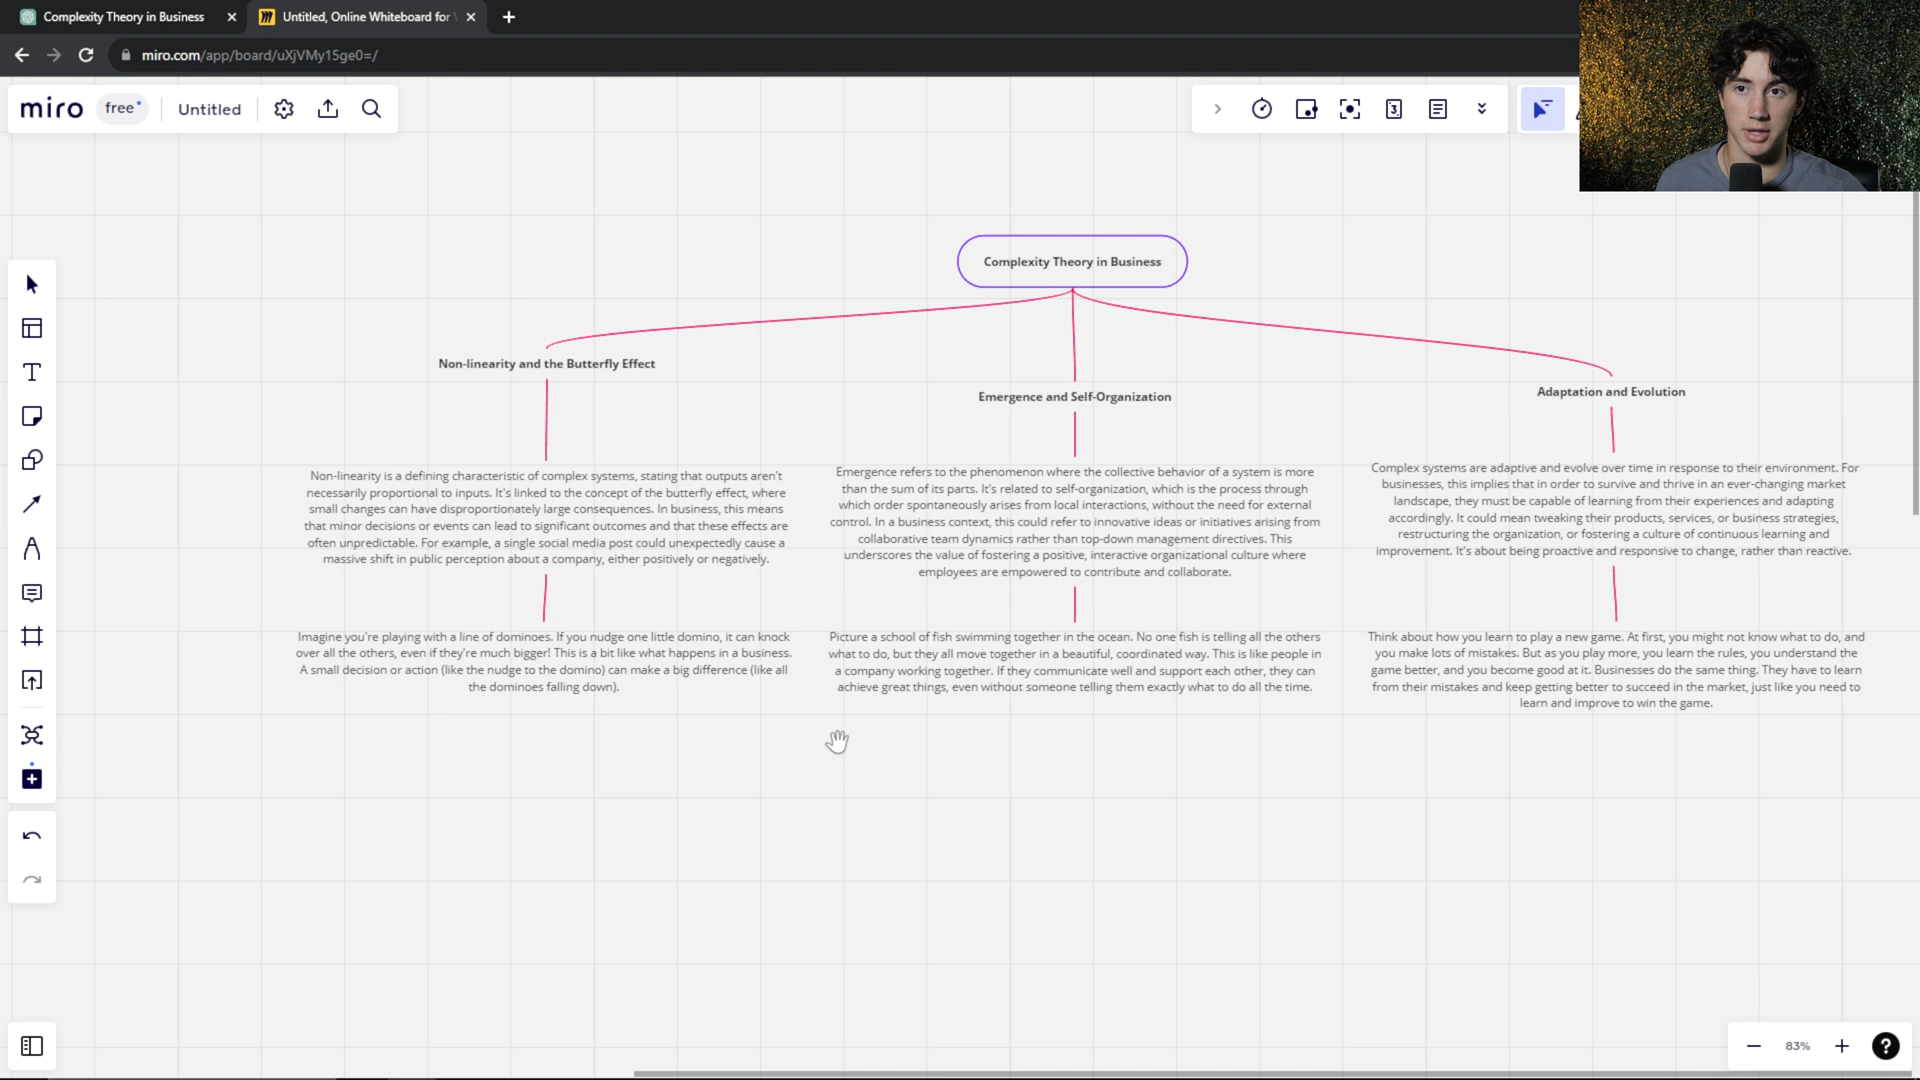 Complexity Theory in Business
Untitled, Online Whiteboard for
miro.com/app/board/uXjVMy15ge0=/
miro
free
Untitled
Complexity Theory in Business
Non-linearity and the Butterfly Effect
Non-linearity is a defining characteristic of complex systems, stating that outputs aren't
necessarily proportional to inputs. It's linked to the concept of the butterfly effect, where
small changes can have disproportionately large consequences. In business, this means
that minor decisions or events can lead to significant outcomes and that these effects are
often unpredictable. For example, a single social media post could unexpectedly cause a
massive shift in public perception about a company, either positively or negatively.
Imagine you're playing with a line of dominoes. If you nudge one little domino, it can knock
over all the others, even if they're much bigger! This is a bit like what happens in a business.
A small decision or action (like the nudge to the domino) can make a big difference (like all
the dominoes falling down).
Emergence and Self-Organization
Emergence refers to the phenomenon where the collective behavior of a system is more
than the sum of its parts. It's related to self-organization, which is the process through
which order spontaneously arises from local interactions, without the need for external
control. In a business context, this could refer to innovative ideas or initiatives arising from
collaborative team dynamics rather than top-down management directives. This
underscores the value of fostering a positive, interactive organizational culture where
employees are empowered to contribute and collaborate.
Picture a school of fish swimming together in the ocean. No one fish is telling all the others
what to do, but they all move together in a beautiful, coordinated way. This is like people in
a company working together. If they communicate well and support each other, they can
achieve great things, even without someone telling them exactly what to do all the time.
Adaptation and Evolution
Complex systems are adaptive and evolve over time in response to their environment. For
businesses, this implies that in order to survive and thrive in an ever-changing market
landscape, they must be capable of learning from their experiences and adapting
accordingly. It could mean tweaking their products, services, or business strategies,
restructuring the organization, or fostering a culture of continuous learning and
improvement. It's about being proactive and responsive to change, rather than reactive.
Think about how you learn to play a new game. At first, you might not know what to do, and
you make lots of mistakes. But as you play more, you learn the rules, you understand the
game better, and you become good at it. Businesses do the same thing. They have to learn
from their mistakes and keep getting better to succeed in the market, just like you need to
learn and improve to win the game.
83%